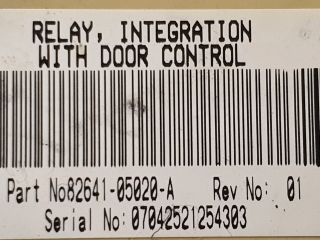 RELAY, INTEGRATION
WITH DOOR CONTROL
Part No82641-05020-A Rev No: 01
Serial No: 07042521254303